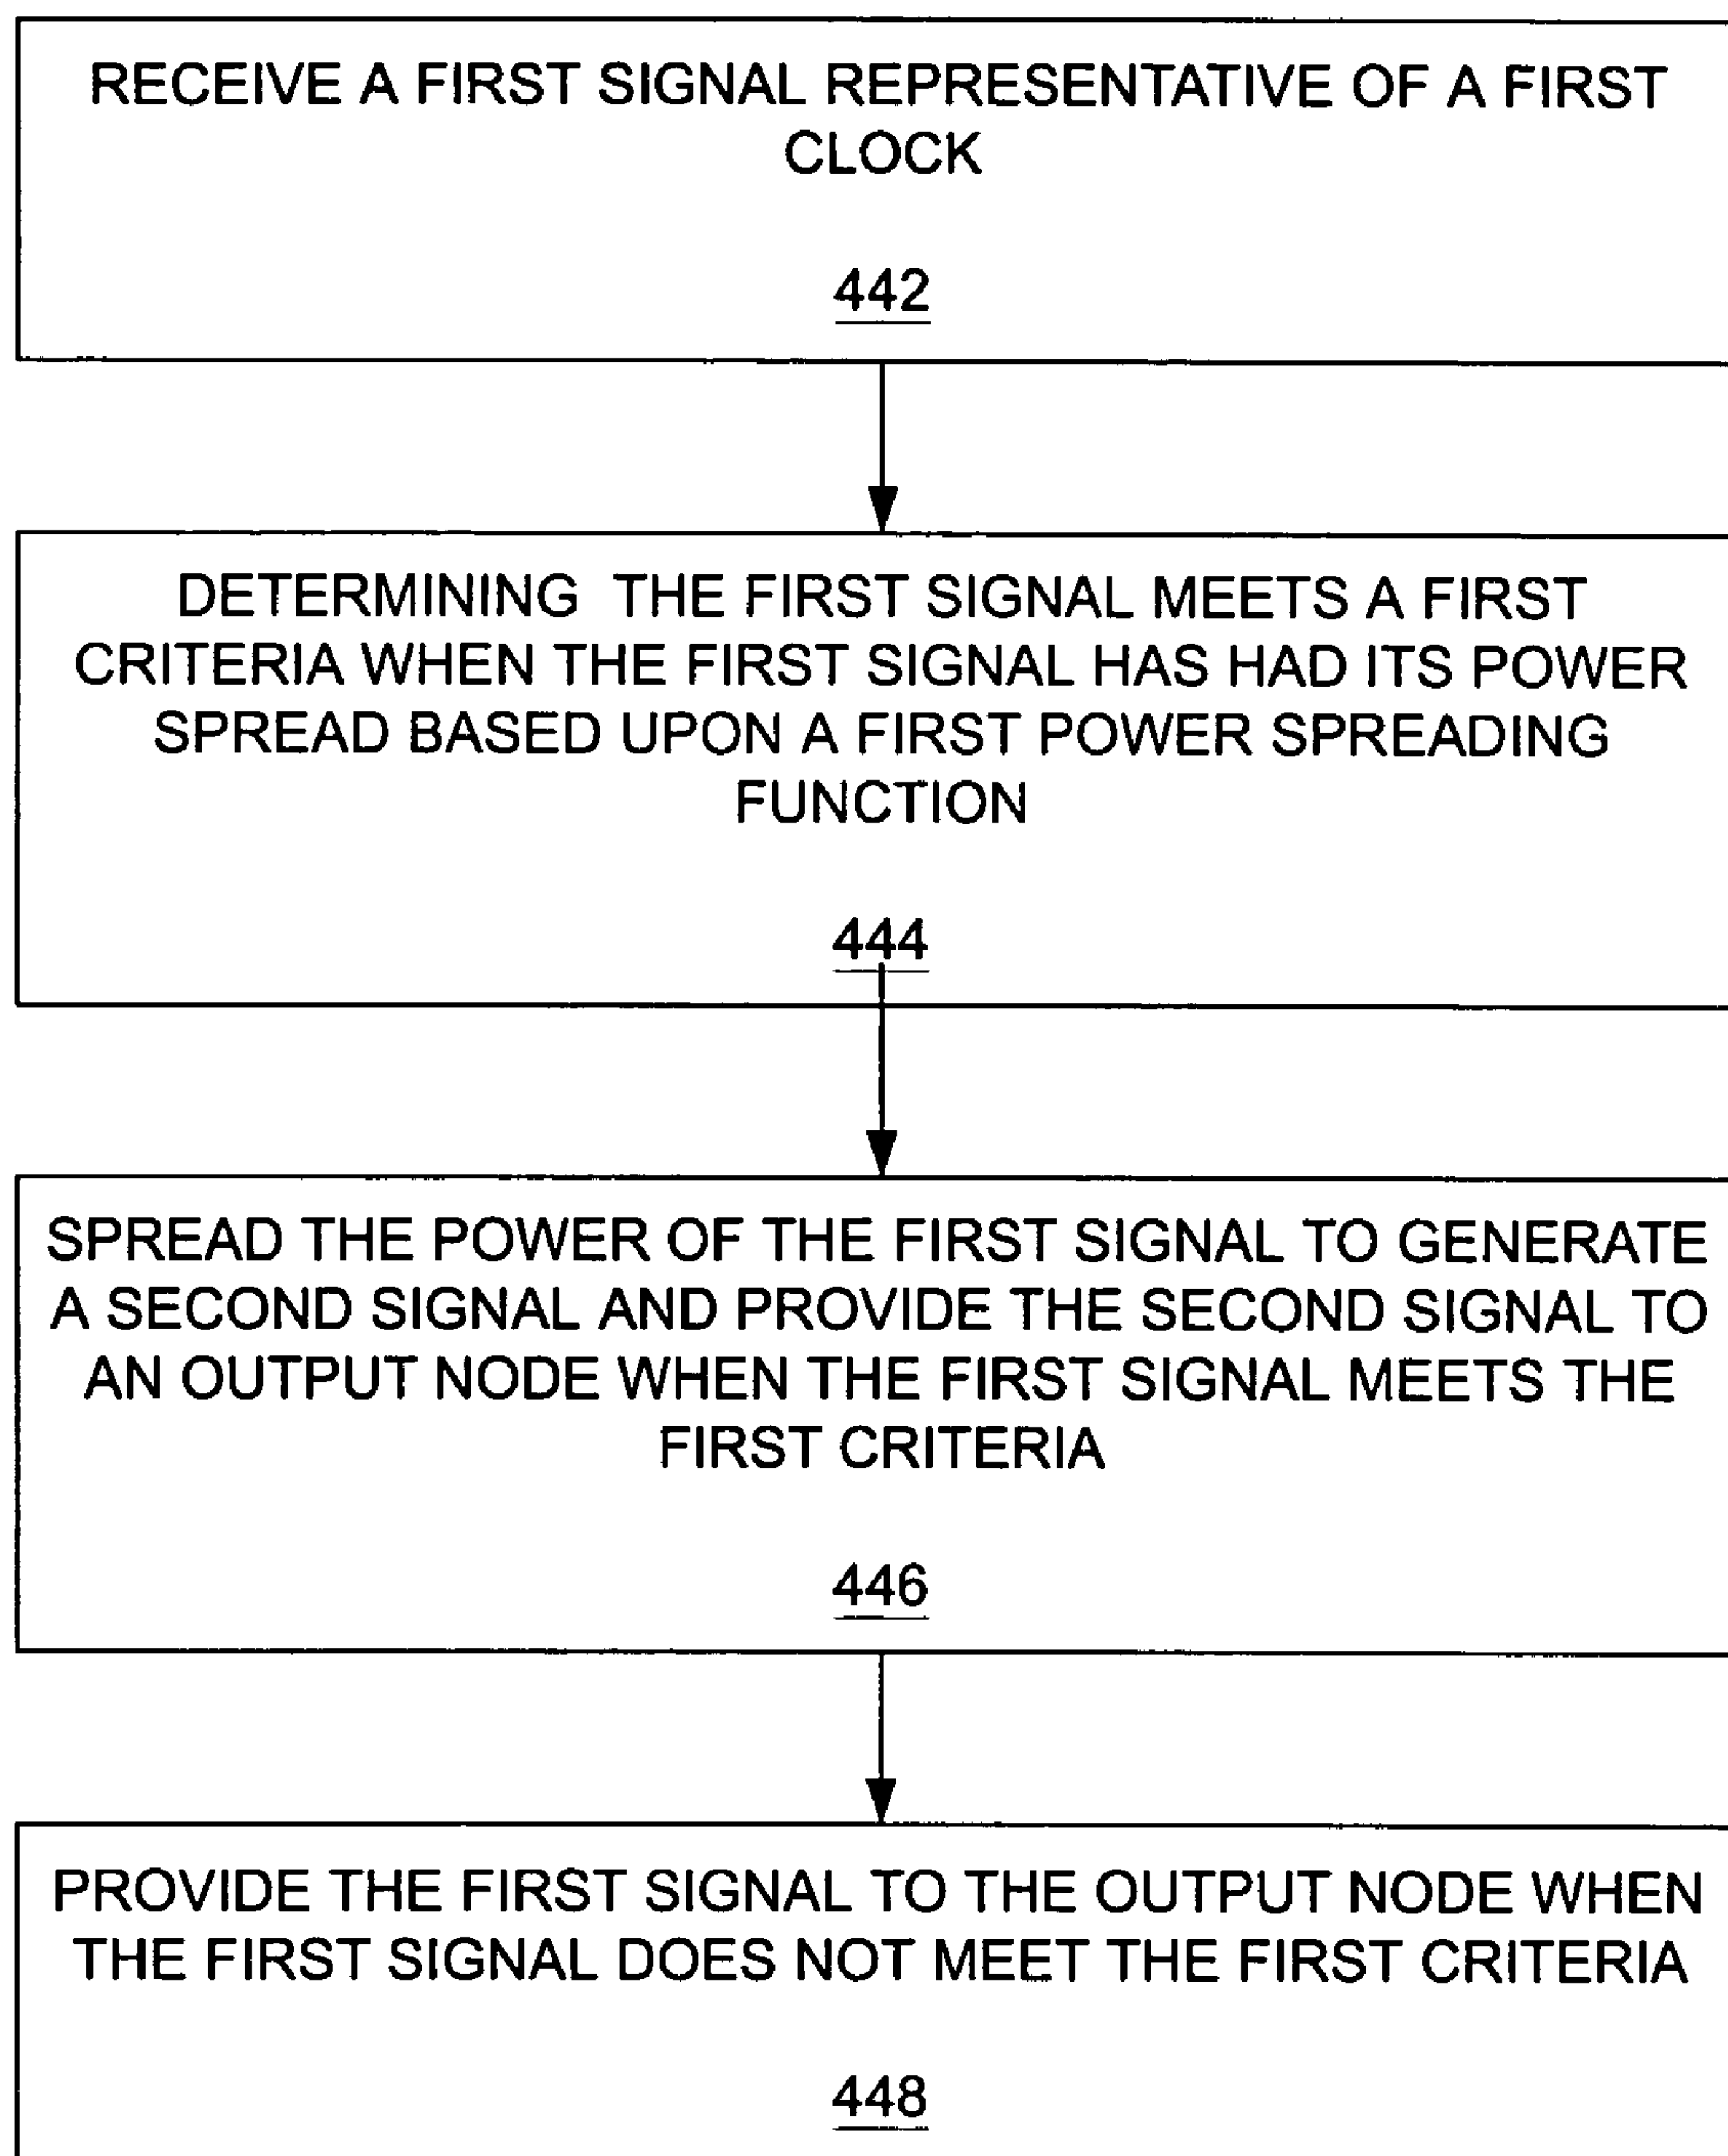 RECEIVE A FIRST SIGNAL REPRESENTATIVE OF A FIRST
CLOCK
442
DETERMINING THE FIRST SIGNAL MEETS A FIRST
CRITERIA WHEN THE FIRST SIGNAL HAS HAD ITS POWER
SPREAD BASED UPON A FIRST POWER SPREADING
FUNCTION
444
SPREAD THE POWER OF THE FIRST SIGNAL TO GENERATE
A SECOND SIGNAL AND PROVIDE THE SECOND SIGNAL TO
AN OUTPUT NODE WHEN THE FIRST SIGNAL MEETS THE
FIRST CRITERIA
446
PROVIDE THE FIRST SIGNAL TO THE OUTPUT NODE WHEN
THE FIRST SIGNAL DOES NOT MEET THE FIRST CRITERIA
448